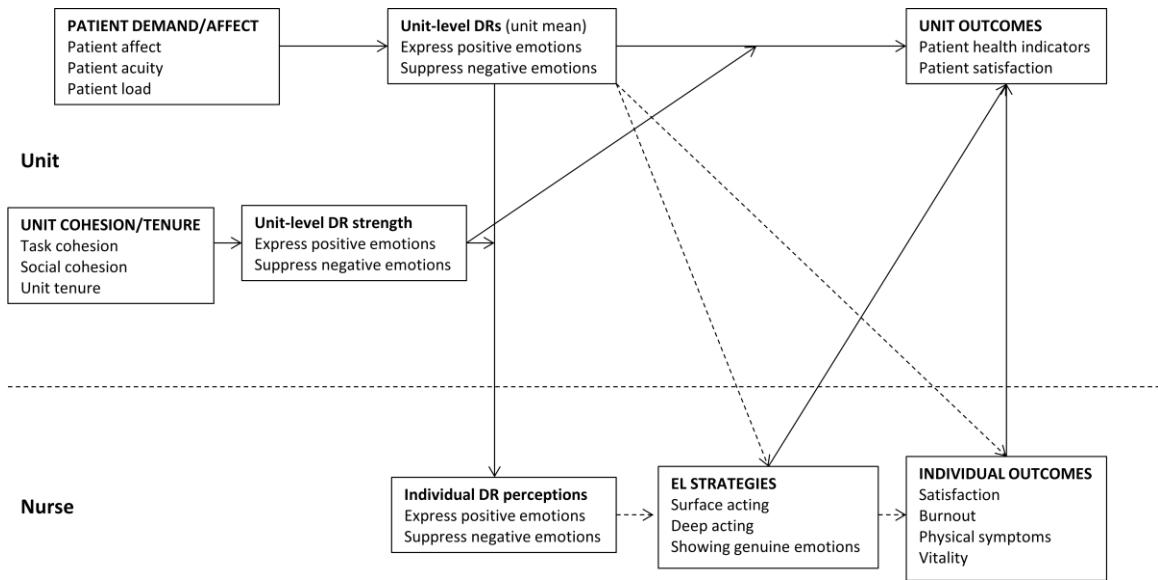 PATIENT DEMAND/AFFECT
Patient affect
Patient acuity
Patient load
Unit-level DRs (unit mean)
Express positive emotions
Suppress negative emotions
UNIT OUTCOMES
Patient health indicators
Patient satisfaction
Unit
UNIT COHESION/TENURE
Task cohesion
Social cohesion
Unit tenure
Unit-level DR strength
Express positive emotions
Suppress negative emotions
Nurse
Individual DR perceptions
Express positive emotions
Suppress negative emotions
EL STRATEGIES
Surface acting
Deep acting
Showing genuine emotions
INDIVIDUAL OUTCOMES
Satisfaction
Burnout
Physical symptoms
Vitality